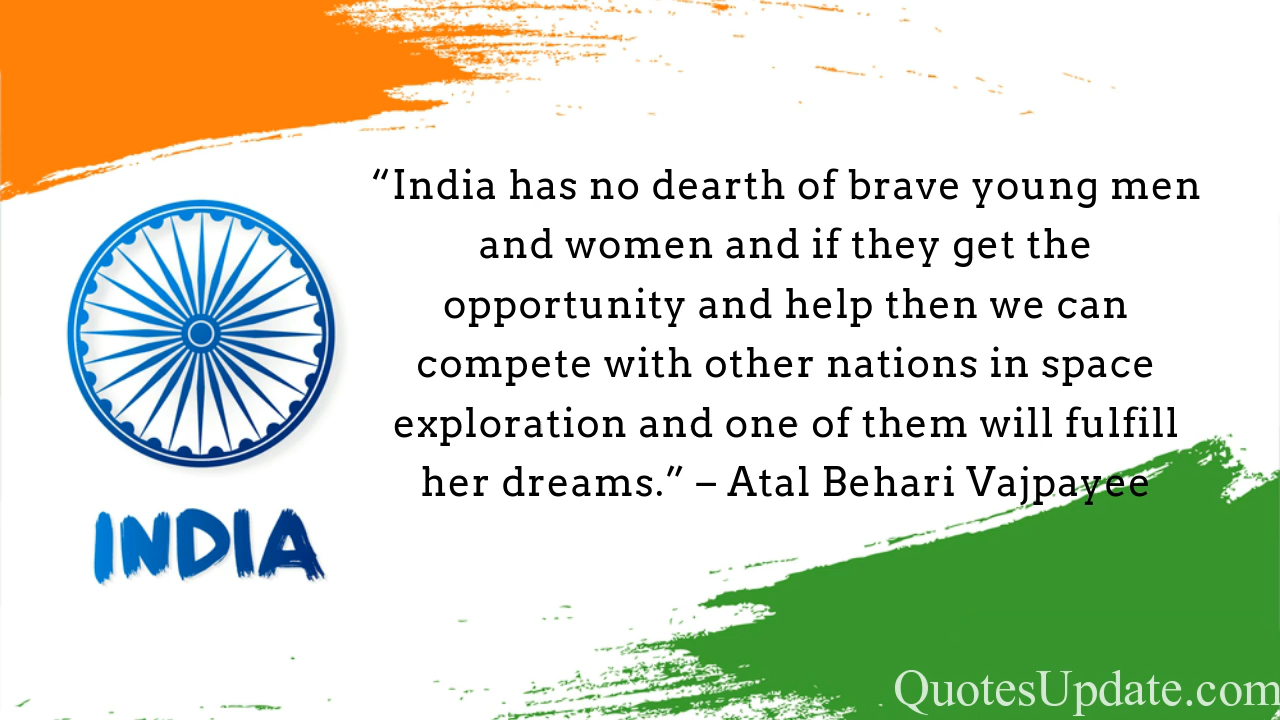 “India has no dearth of brave young men
and women and if they get the
opportunity and help then we can
compete with other nations in space
exploration and one of them will fulfill
her dreams.” – Atal Behari Vajpayee
INDIA
QuotesUpdate.com